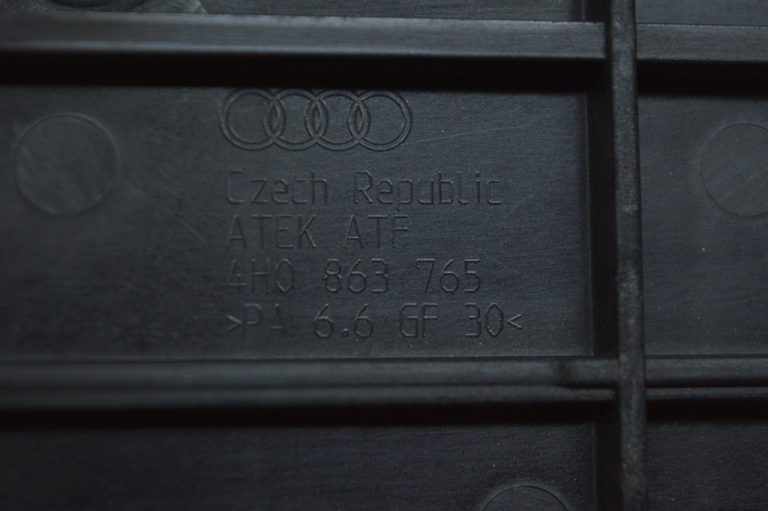 Czech Republic
ATEK ATF
4H0 863 765
>PA 6.6 GF 30<